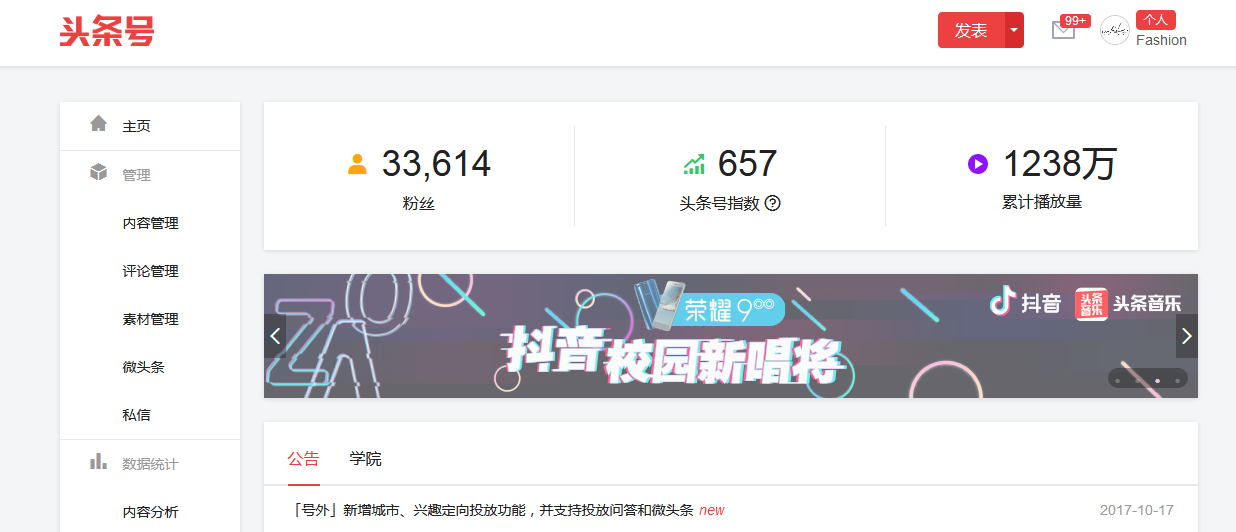 头条号
发表
99+
个人
Fashion
主页
管理
内容管理
评论管理
素材管理
微头条
私信
数据统计
内容分析
33,614
粉丝
657
头条号指数
1238万
累计播放量
荣耀 9
抖音校园新唱将
抖音
头条音乐
头条音乐
公告
学院
「号外」新增城市、兴趣定向投放功能，并支持投放问答和微头条 new
2017-10-17